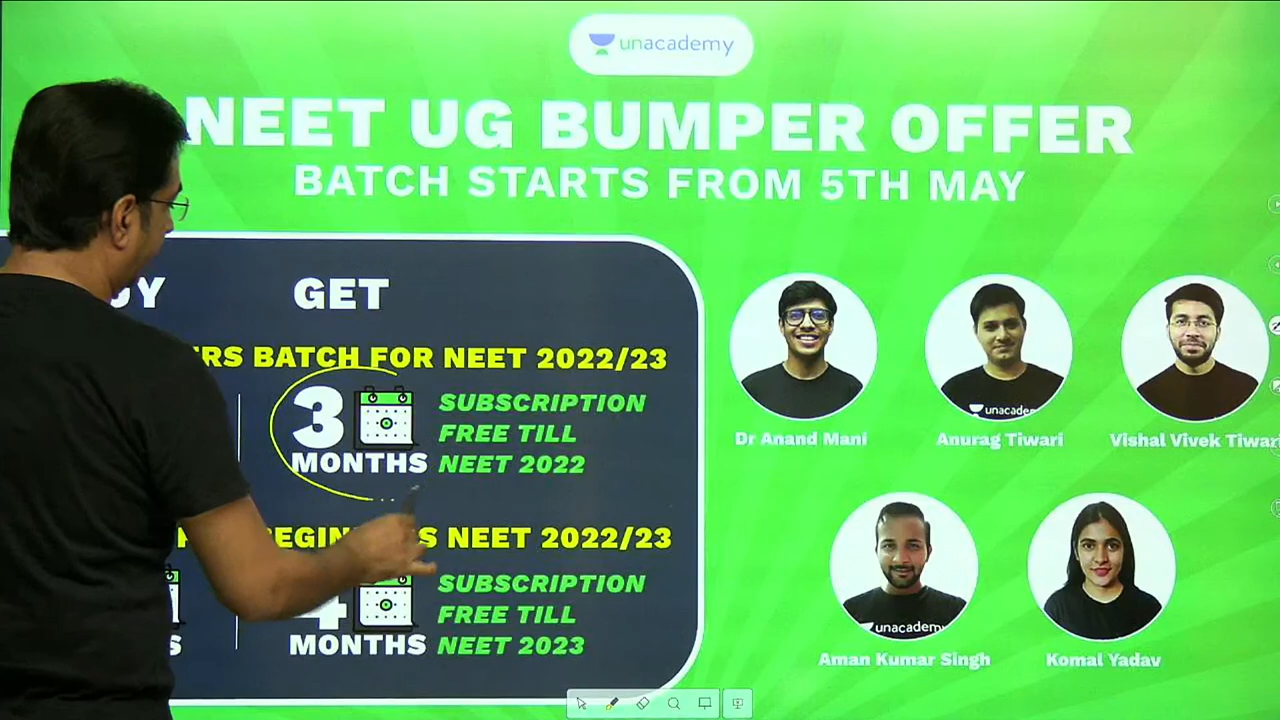 unacademy
NEET UG BUMPER OFFER
BATCH STARTS FROM 5TH MAY
GET
BATCH FOR NEET 2022/23
3
MONTHS
SUBSCRIPTION
FREE TILL
NEET 2022
NEET 2022/23
4
MONTHS
SUBSCRIPTION
FREE TILL
NEET 2023
Dr Anand Mani
Anurag Tiwari
Vishal Vivek
unacademy
Aman Kumar Singh
Komal Yadav